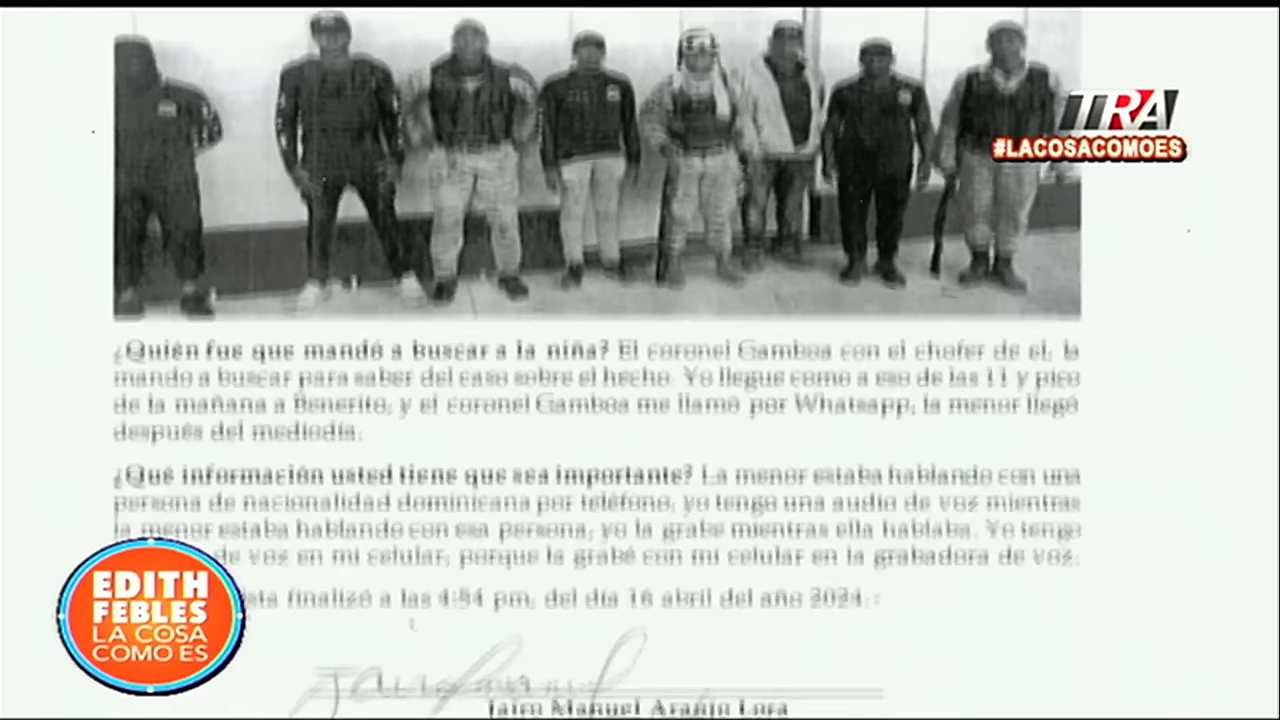 TRA
#LACOSACOMOES
¿Quién fue que mandó a buscar a la niña? El coronel Gamboa con el chofer de el, la
mando a buscar para saber del caso sobre el hecho. Yo llegue como a eso de las 11 y pico
de la mañana a Benerito, y el coronel Gamboa me llamó por Whatsapp, la menor llegó
después del mediodía.
¿Qué información usted tiene que sea importante? La menor estaba hablando con una
persona de nacionalidad dominicana por teléfono, yo tengo una audio de voz mientras
la menor estaba hablando con esa persona, yo la grabe mientras ella hablaba. Yo tengo
de voz en mi celular, porque la grabé con mi celular en la grabadora de voz.
finalizó a las 4:54 pm, del día 16 abril del año 2024.
EDITH
FEBLES
LA COSA
COMO ES
Jairo Manuel Araujo Lora